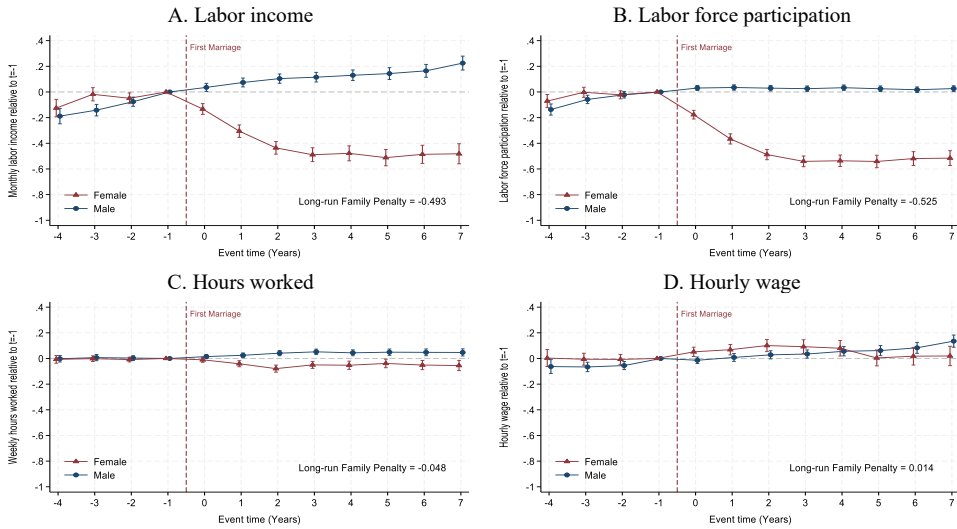 A. Labor income
Monthly labor income relative to t=-1
.4
.2
0
-.2
-.4
-.6
-.8
-1
First Marriage
Female
Male
Long-run Family Penalty = -0.493
-4 -3 -2 -1 0 1 2 3 4 5 6 7
Event time (Years)
B. Labor force participation
Labor force participation relative to t=-1
.4
.2
0
-.2
-.4
-.6
-.8
-1
First Marriage
Female
Male
Long-run Family Penalty = -0.525
-4 -3 -2 -1 0 1 2 3 4 5 6 7
Event time (Years)
C. Hours worked
Weekly hours worked relative to t=-1
.4
.2
0
-.2
-.4
-.6
-.8
-1
First Marriage
Female
Male
Long-run Family Penalty = -0.048
-4 -3 -2 -1 0 1 2 3 4 5 6 7
Event time (Years)
D. Hourly wage
Hourly wage relative to t=-1
.4
.2
0
-.2
-.4
-.6
-.8
-1
First Marriage
Female
Male
Long-run Family Penalty = 0.014
-4 -3 -2 -1 0 1 2 3 4 5 6 7
Event time (Years)